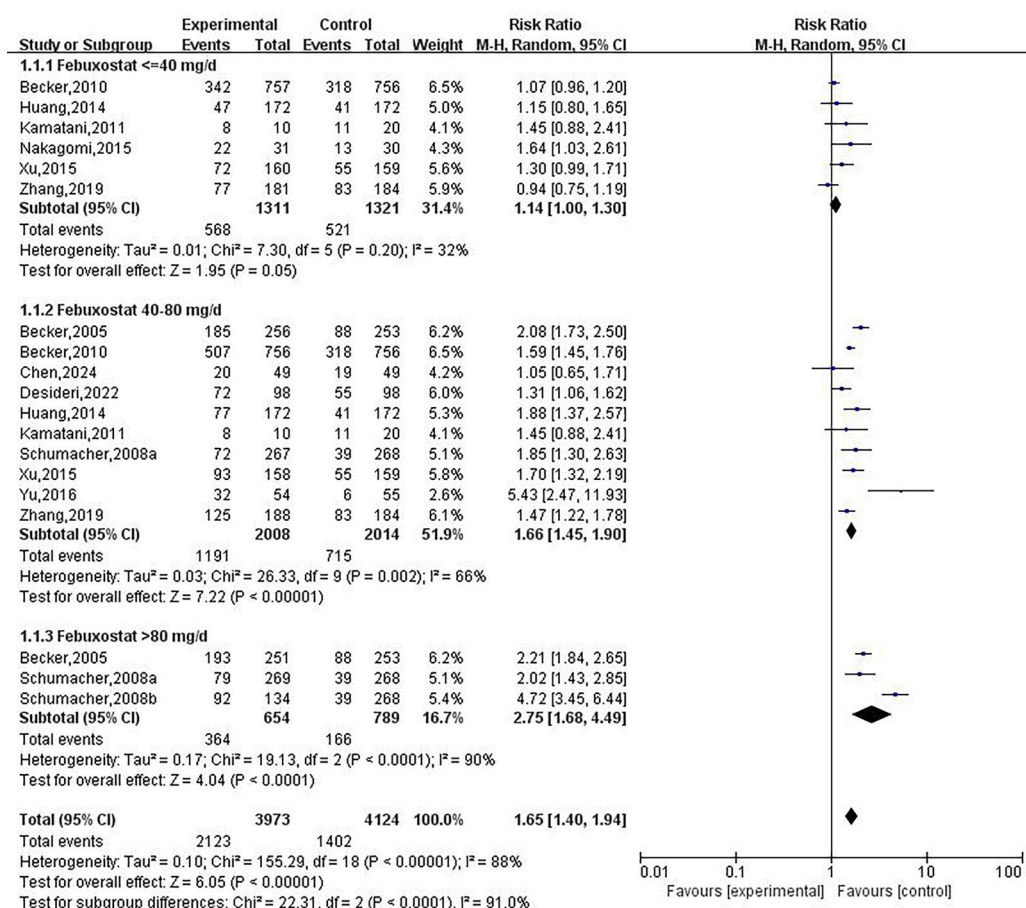 Experimental Control Risk Ratio Risk Ratio
Study or Subgroup Events Total Events Total Weight M-H, Random, 95% CI M-H, Random, 95% CI
1.1.1 Febuxostat <=40 mg/d
Becker,2010 342 757 318 756 6.5% 1.07 [0.96, 1.20]
Huang,2014 47 172 41 172 5.0% 1.15 [0.80, 1.65]
Kamatani,2011 8 10 11 20 4.1% 1.45 [0.88, 2.41]
Nakagomi,2015 22 31 13 30 4.3% 1.64 [1.03, 2.61]
Xu,2015 72 160 55 159 5.6% 1.30 [0.99, 1.71]
Zhang,2019 77 181 83 184 5.9% 0.94 [0.75, 1.19]
Subtotal (95% CI) 1311 1321 31.4% 1.14 [1.00, 1.30]
Total events 568 521
Heterogeneity: Tau² = 0.01; Chi² = 7.30, df = 5 (P = 0.20); I² = 32%
Test for overall effect: Z = 1.95 (P = 0.05)
1.1.2 Febuxostat 40-80 mg/d
Becker,2005 185 256 88 253 6.2% 2.08 [1.73, 2.50]
Becker,2010 507 756 318 756 6.5% 1.59 [1.45, 1.76]
Chen,2024 20 49 19 49 4.2% 1.05 [0.65, 1.71]
Desideri,2022 72 98 55 98 6.0% 1.31 [1.06, 1.62]
Huang,2014 77 172 41 172 5.3% 1.88 [1.37, 2.57]
Kamatani,2011 8 10 11 20 4.1% 1.45 [0.88, 2.41]
Schumacher,2008a 72 267 39 268 5.1% 1.85 [1.30, 2.63]
Xu,2015 93 158 55 159 5.8% 1.70 [1.32, 2.19]
Yu,2016 32 54 6 55 2.6% 5.43 [2.47, 11.93]
Zhang,2019 125 188 83 184 6.1% 1.47 [1.22, 1.78]
Subtotal (95% CI) 2008 2014 51.9% 1.66 [1.45, 1.90]
Total events 1191 715
Heterogeneity: Tau² = 0.03; Chi² = 26.33, df = 9 (P = 0.002); I² = 66%
Test for overall effect: Z = 7.22 (P < 0.00001)
1.1.3 Febuxostat >80 mg/d
Becker,2005 193 251 88 253 6.2% 2.21 [1.84, 2.65]
Schumacher,2008a 79 269 39 268 5.1% 2.02 [1.43, 2.85]
Schumacher,2008b 92 134 39 268 5.4% 4.72 [3.45, 6.44]
Subtotal (95% CI) 654 789 16.7% 2.75 [1.68, 4.49]
Total events 364 166
Heterogeneity: Tau² = 0.17; Chi² = 19.13, df = 2 (P < 0.0001); I² = 90%
Test for overall effect: Z = 4.04 (P < 0.0001)
Total (95% CI) 3973 4124 100.0% 1.65 [1.40, 1.94]
Total events 2123 1402
Heterogeneity: Tau² = 0.10; Chi² = 155.29, df = 18 (P < 0.00001); I² = 88%
Test for overall effect: Z = 6.05 (P < 0.00001)
Test for subgroup differences: Chi² = 22.31, df = 2 (P < 0.0001), I² = 91.0%
0.01 0.1 1 10 100
Favours [experimental] Favours [control]